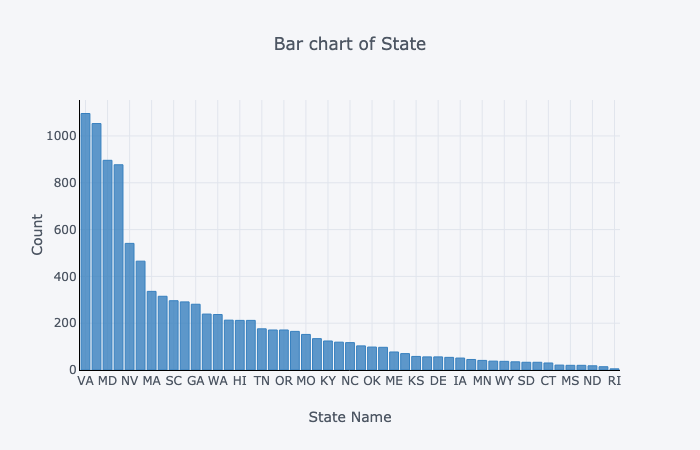 Bar chart of State
1000
800
600
400
200
0
Count
VA MD NV MA SC GA WA HI TN OR MO KY NC OK ME KS DE IA MN WY SD CT MS ND RI
State Name